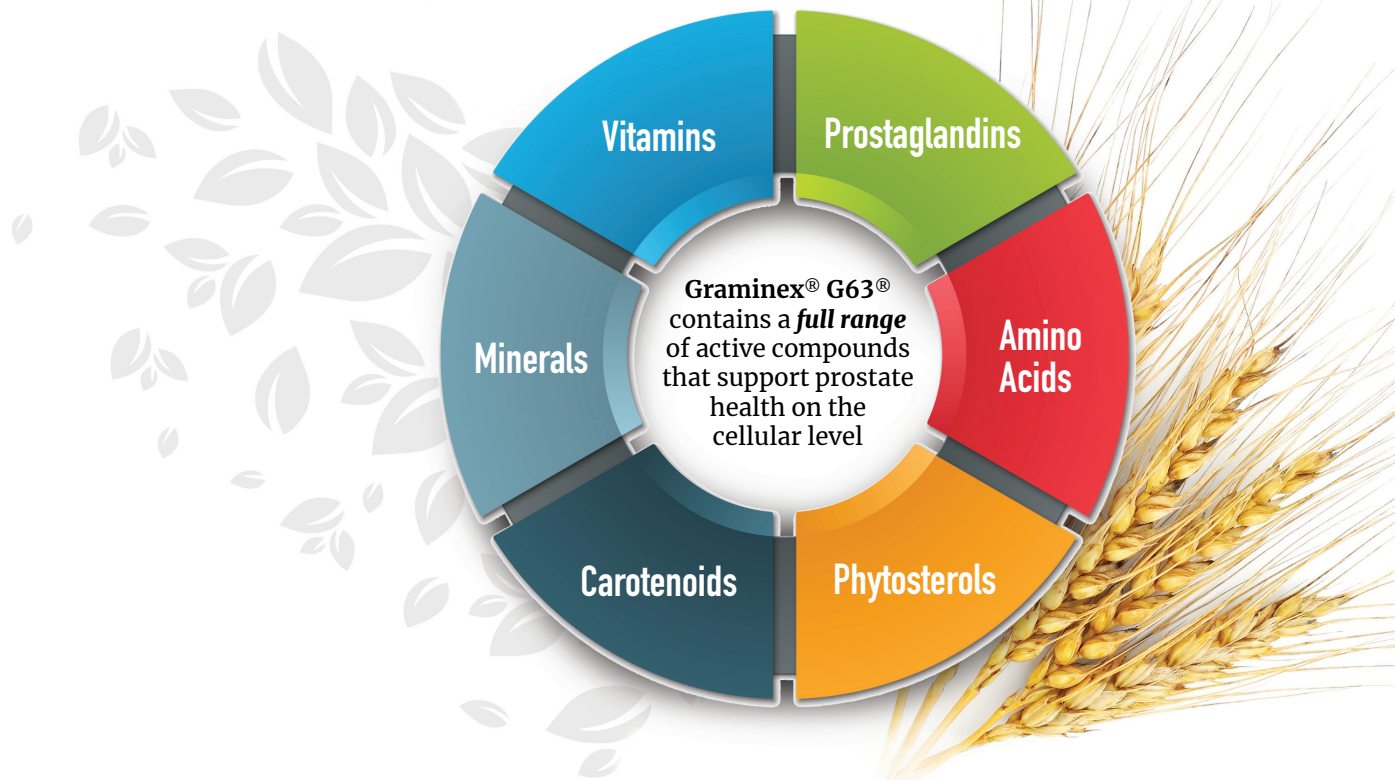 Vitamins
Prostaglandins
Graminex® G63®
contains a full range
of active compounds
that support prostate
health on the
cellular level
Minerals
Amino
Acids
Carotenoids
Phytosterols